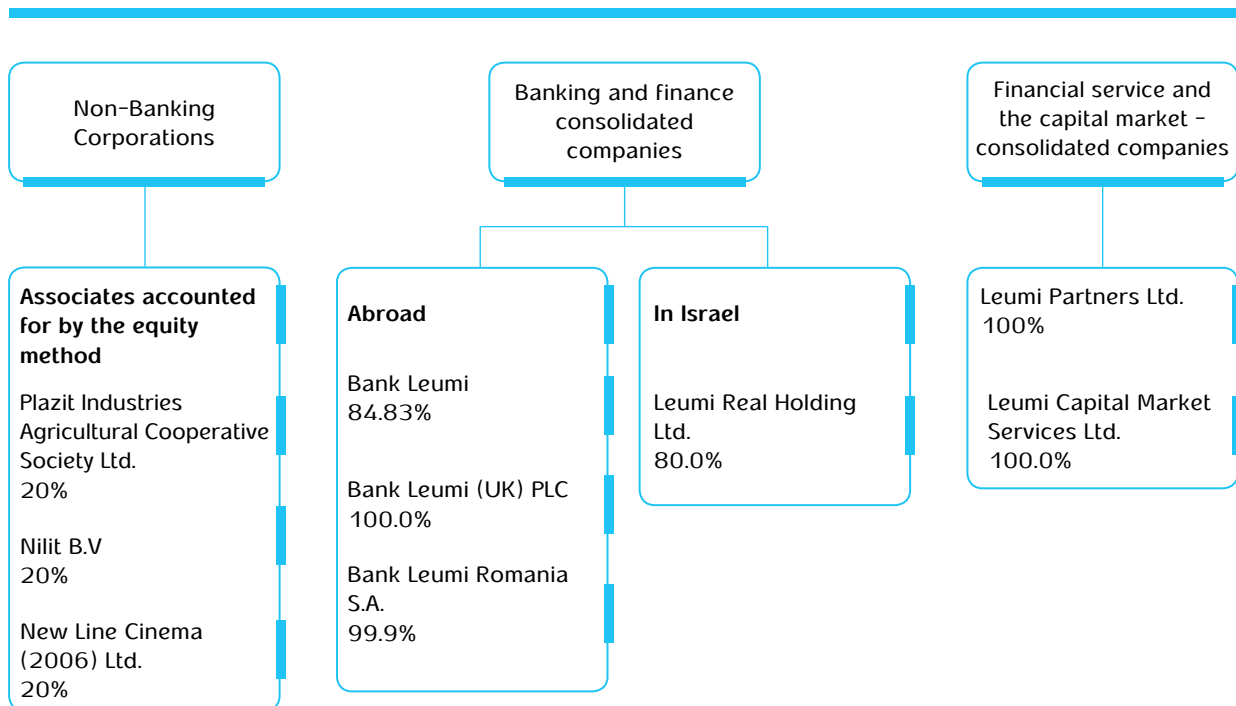 Non-Banking
Corporations
Banking and finance
consolidated
companies
Financial service and
the capital market -
consolidated companies
Associates accounted
for by the equity
method
Plazit Industries
Agricultural Cooperative
Society Ltd.
20%
Nilit B.V
20%
New Line Cinema
(2006) Ltd.
20%
Abroad
Bank Leumi
84.83%
Bank Leumi (UK) PLC
100.0%
Bank Leumi Romania
S.A.
99.9%
In Israel
Leumi Real Holding
Ltd.
80.0%
Leumi Partners Ltd.
100%
Leumi Capital Market
Services Ltd.
100.0%